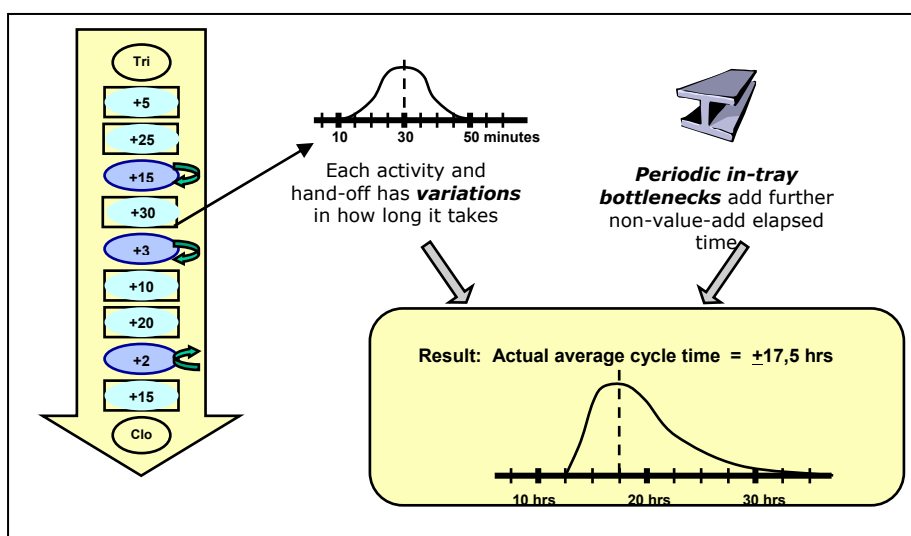 Tri
+5
+25
+15
+30
+3
+10
+20
+2
+15
Clo
10 30 50 minutes
Each activity and
hand-off has variations
in how long it takes
Periodic in-tray
bottlenecks add further
non-value-add elapsed
time
Result: Actual average cycle time = ±17,5 hrs
10 hrs 20 hrs 30 hrs